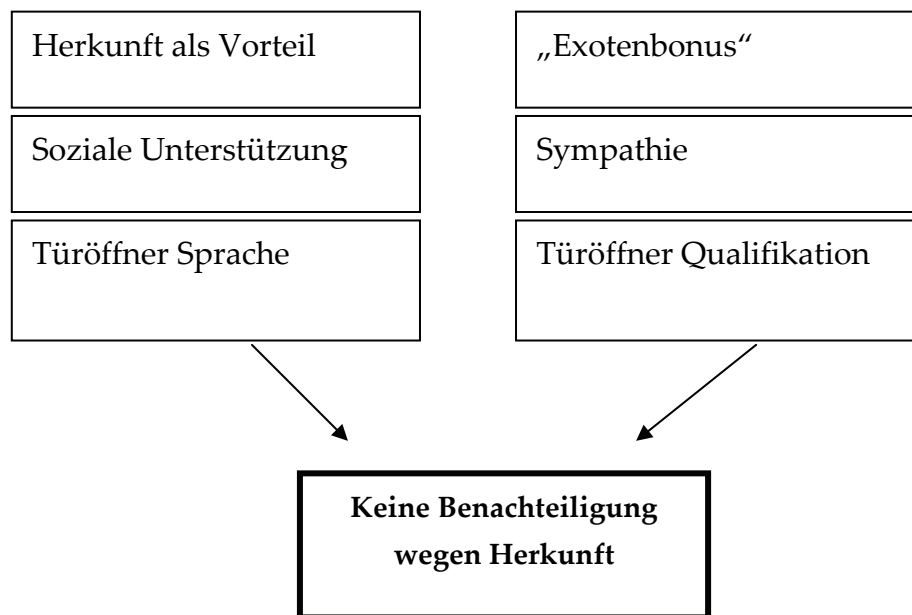 Herkunft als Vorteil
„Exotenbonus“
Soziale Unterstützung
Sympathie
Türöffner Sprache
Türöffner Qualifikation
Keine Benachteiligung
wegen Herkunft